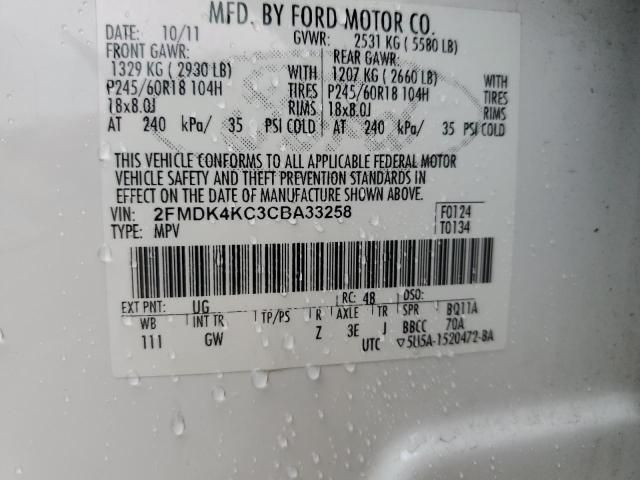 MFD. BY FORD MOTOR CO.
DATE: 10/11 GVWR: 2531 KG ( 5580 LB)
FRONT GAWR: REAR GAWR:
1329 KG ( 2930 LB) WITH 1207 KG ( 2660 LB) WITH
P245/60R18 104H TIRES P245/60R18 104H TIRES
18x8.0J RIMS 18x8.0J RIMS
AT 240 kPa/ 35 PSI COLD AT 240 kPa/ 35 PSI COLD
THIS VEHICLE CONFORMS TO ALL APPLICABLE FEDERAL MOTOR
VEHICLE SAFETY AND THEFT PREVENTION STANDARDS IN
EFFECT ON THE DATE OF MANUFACTURE SHOWN ABOVE.
VIN: 2FMDK4KC3CBA33258 F0124
TYPE: MPV T0134
EXT PNT: UG RC: 48 DSO:
WB INT TR TP/PS R AXLE TR SPR BQ11A
111 GW Z 3E J BBCC 70A
UTC ▽5U5A-1520472-BA